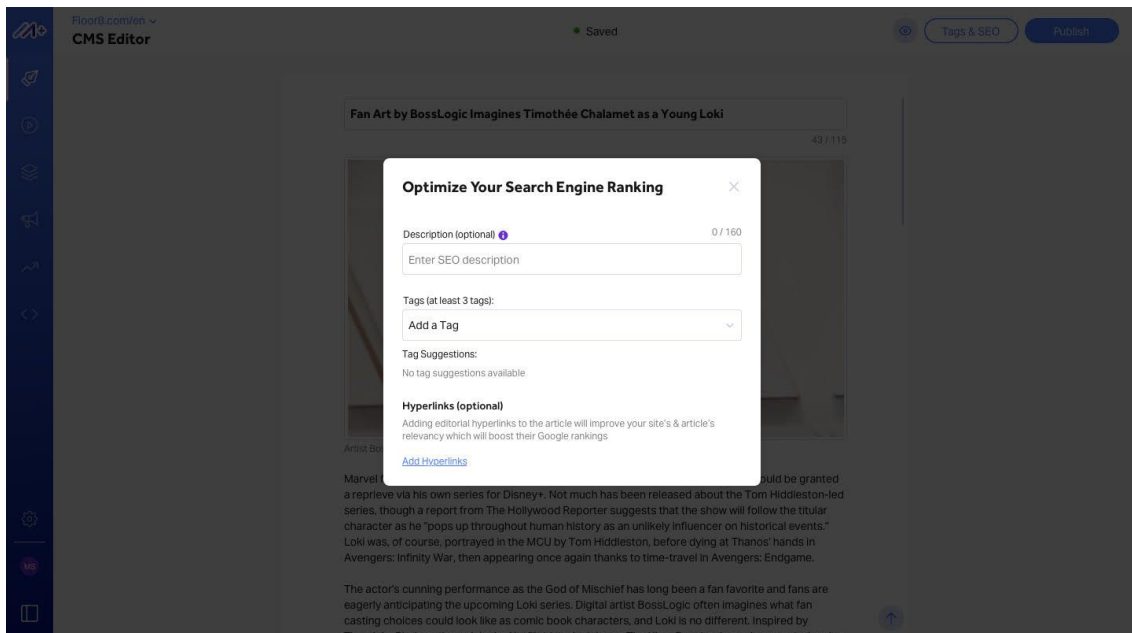 Floor8.com/en
CMS Editor
Saved
Tags & SEO
Publish
Fan Art by BossLogic Imagines Timothée Chalamet as a Young Loki
43 / 115
Optimize Your Search Engine Ranking
Description (optional)
0 / 160
Enter SEO description
Tags (at least 3 tags):
Add a Tag
Tag Suggestions:
No tag suggestions available
Hyperlinks (optional)
Adding editorial hyperlinks to the article will improve your site's & article's
relevancy which will boost their Google rankings
Add Hyperlinks
Artist
Marvel
ould be granted
a reprieve via his own series for Disney+. Not much has been released about the Tom Hiddleston-led
series, though a report from The Hollywood Reporter suggests that the show will follow the titular
character as he "pops up throughout human history as an unlikely influencer on historical events."
Loki was, of course, portrayed in the MCU by Tom Hiddleston, before dying at Thanos' hands in
Avengers: Infinity War, then appearing once again thanks to time-travel in Avengers: Endgame.
The actor's cunning performance as the God of Mischief has long been a fan favorite and fans are
eagerly anticipating the upcoming Loki series. Digital artist BossLogic often imagines what fan
casting choices could look like as comic book characters, and Loki is no different. Inspired by